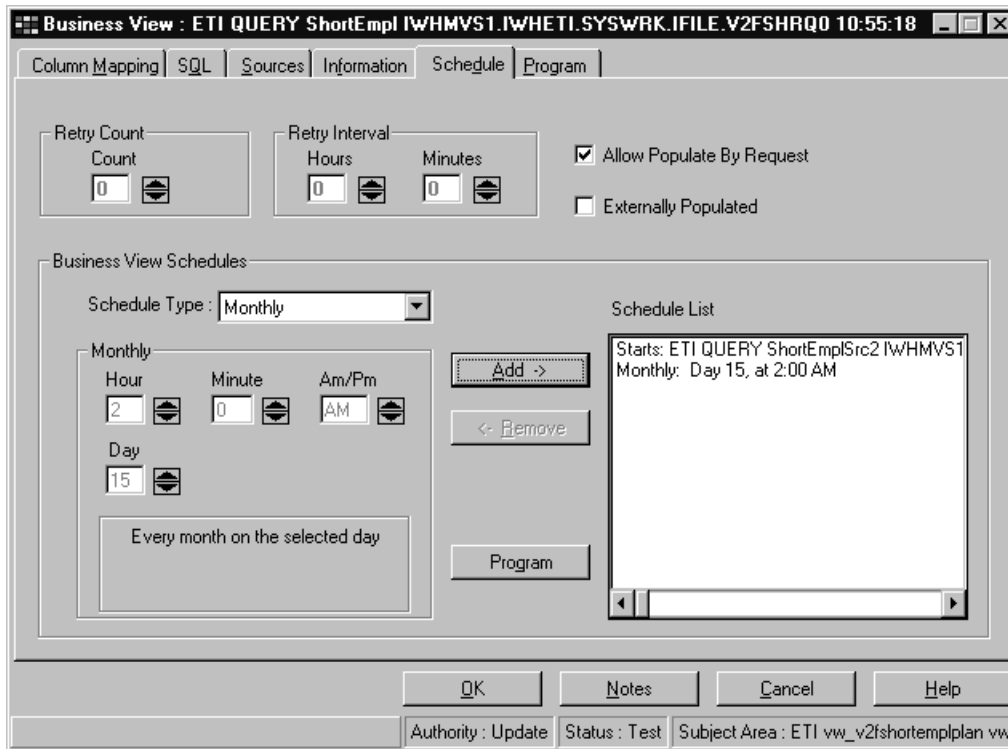 Business View : ETI QUERY ShortEmpl IWHMVS1.IWHETI.SYSWRK.IFILE.V2FSHRQ0 10:55:18
Column Mapping SQL Sources Information Schedule Program
Retry Count
Count
0
Retry Interval
Hours Minutes
0 0
Allow Populate By Request
Externally Populated
Business View Schedules
Schedule Type : Monthly
Monthly
Hour Minute Am/Pm
2 0 AM
Day
15
Every month on the selected day
Add ->
<- Remove
Program
Schedule List
Starts: ETI QUERY ShortEmplSrc2 IWHMVS1
Monthly: Day 15, at 2:00 AM
OK Notes Cancel Help
Authority : Update Status : Test Subject Area : ETI vw_v2fshortemplplan vw